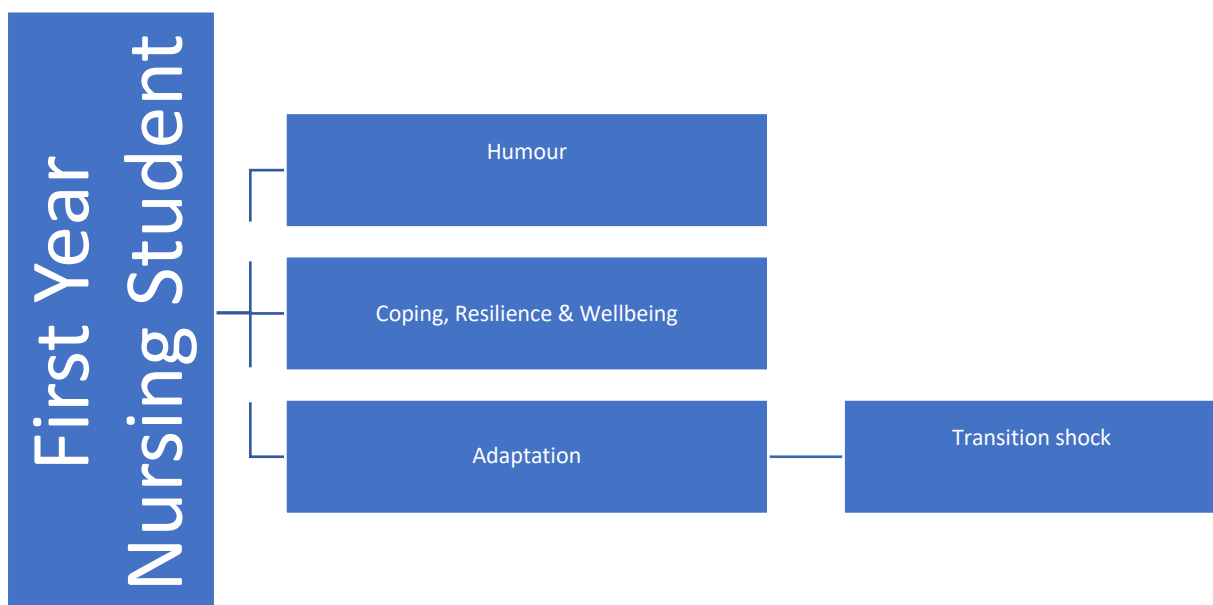 First Year
Nursing Student
Humour
Coping, Resilience & Wellbeing
Adaptation
Transition shock